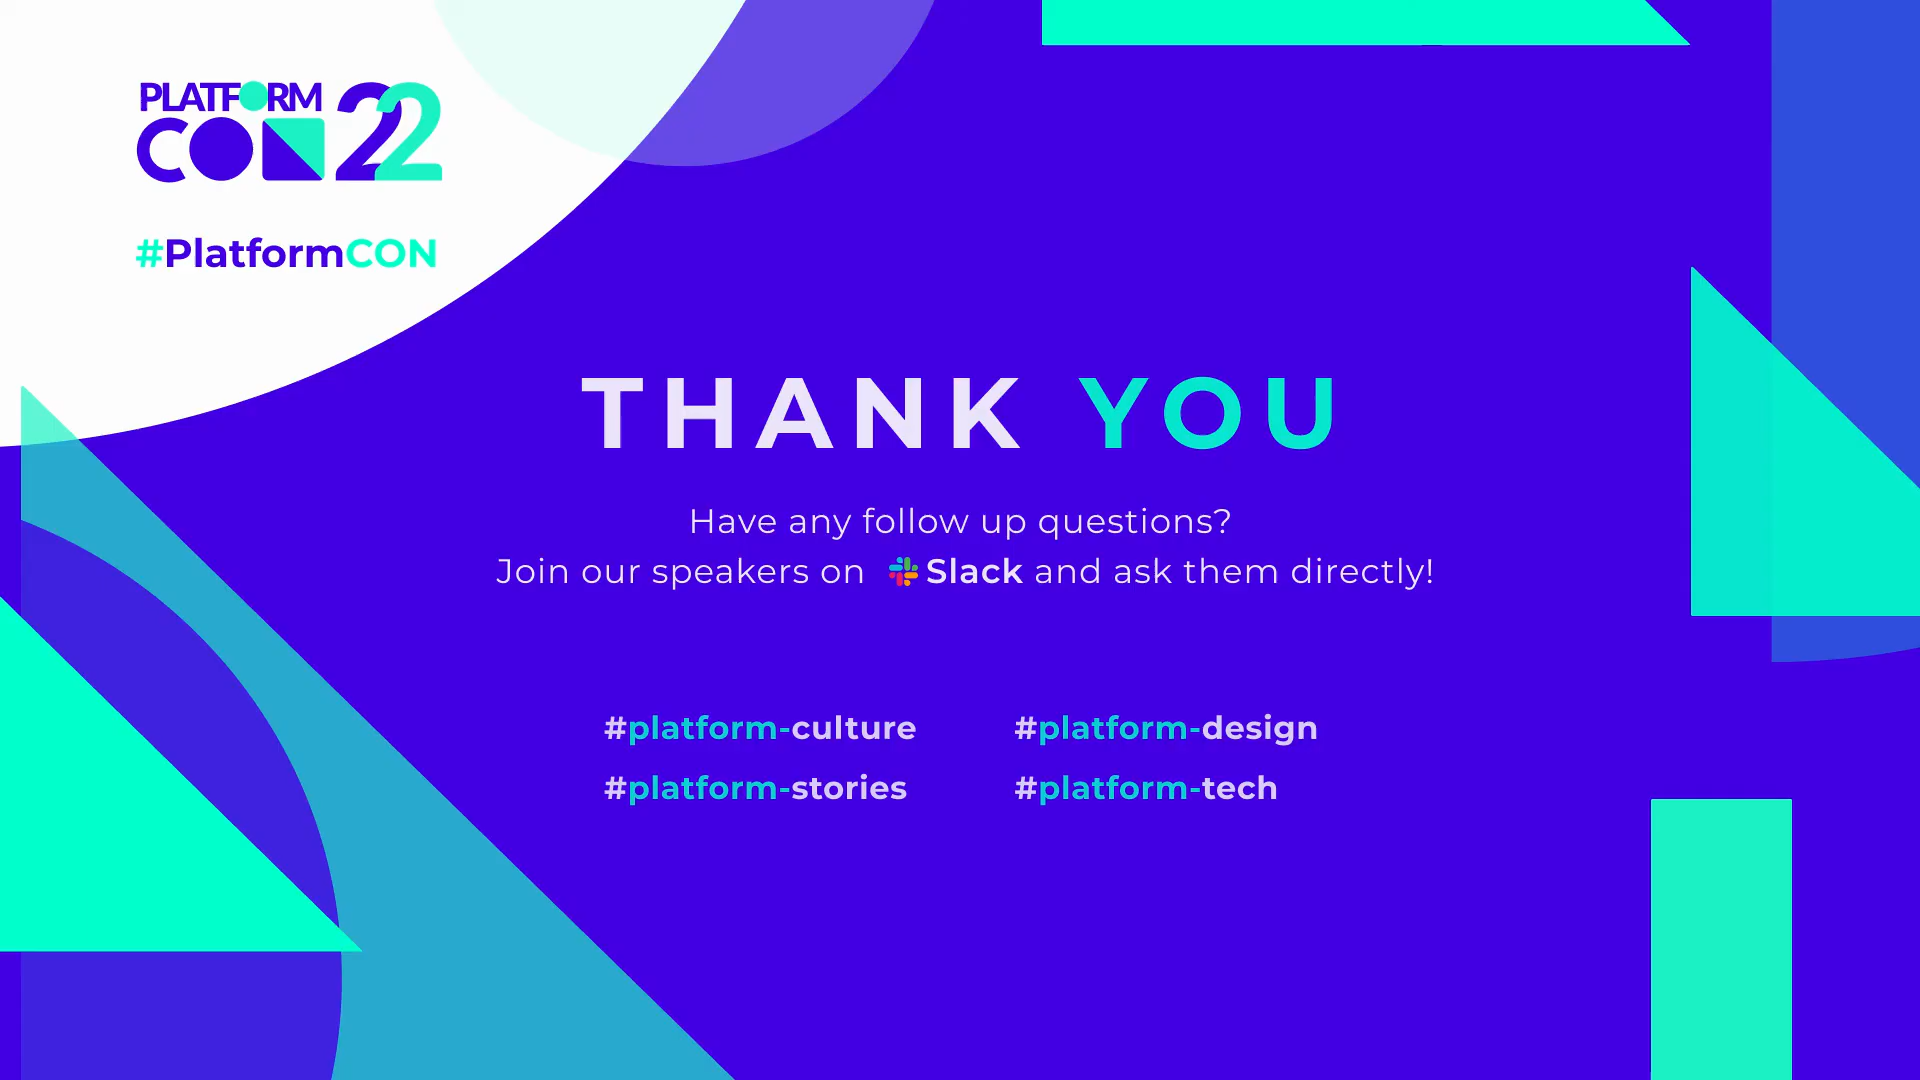 PLATFORM
CON 22
#PlatformCON
THANK YOU
Have any follow up questions?
Join our speakers on Slack and ask them directly!
#platform-culture #platform-design
#platform-stories #platform-tech